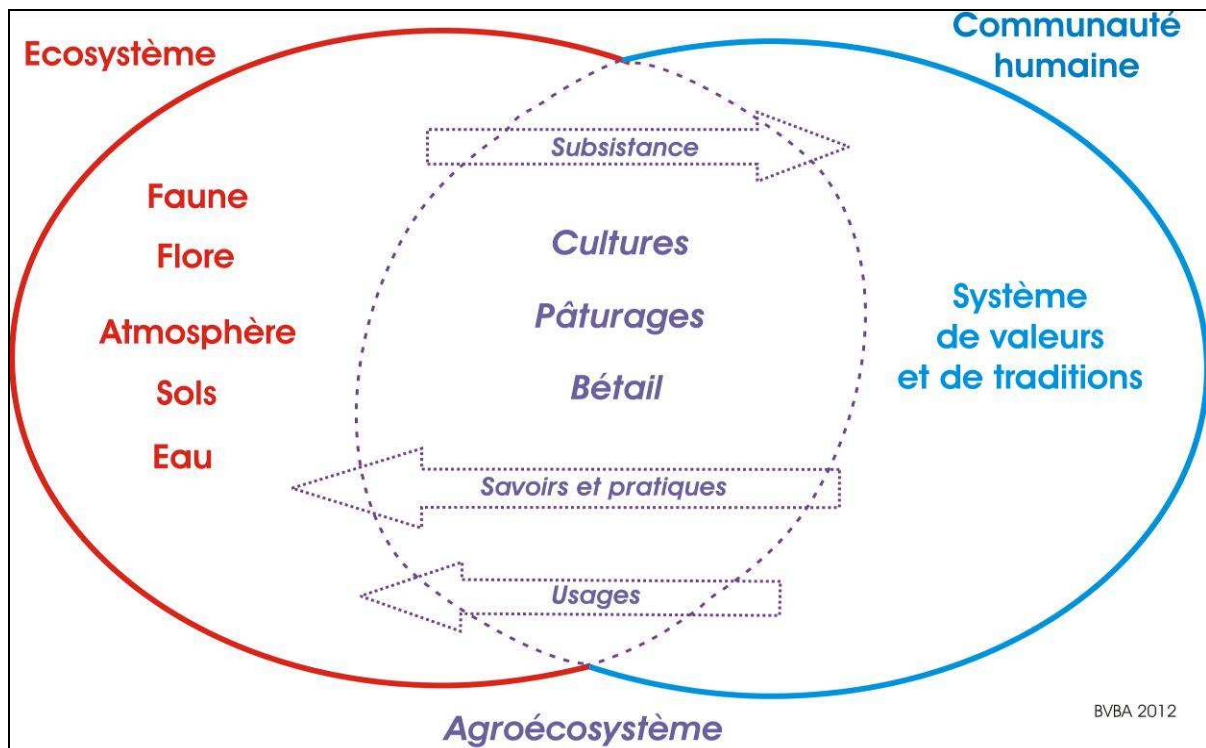 Ecosystème
Communauté
humaine
Subsistance
Faune
Flore
Atmosphère
Sols
Eau
Cultures
Pâturages
Bétail
Système
de valeurs
et de traditions
Savoirs et pratiques
Usages
Agroécosystème
BVBA 2012